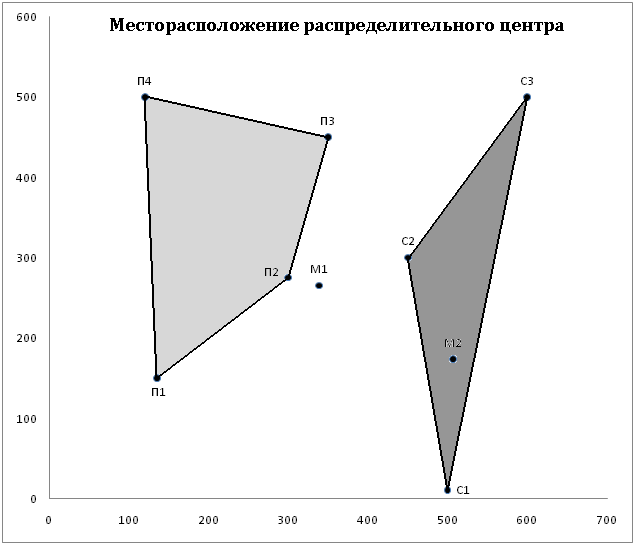 Месторасположение распределительного центра
600
П4
С3
500
П3
400
С2
300
П2
М1
200
М2
П1
100
С1
0
0 100 200 300 400 500 600 700